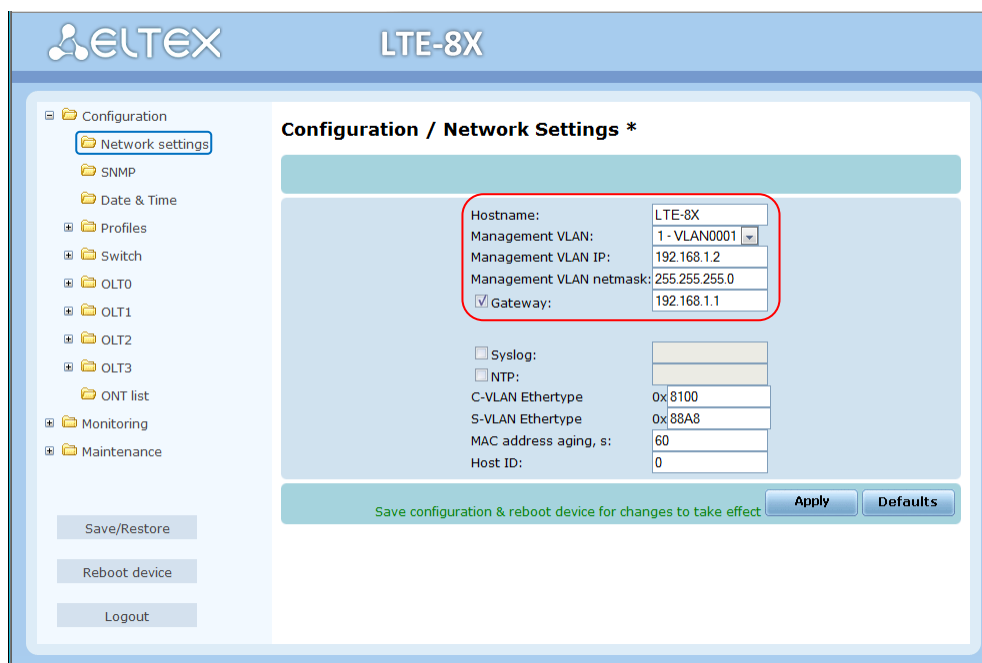 ELTEX
LTE-8X
Configuration
Network settings
SNMP
Date & Time
Profiles
Switch
OLT0
OLT1
OLT2
OLT3
ONT list
Monitoring
Maintenance
Save/Restore
Reboot device
Logout
Configuration / Network Settings *
Hostname: LTE-8X
Management VLAN: 1 - VLAN0001
Management VLAN IP: 192.168.1.2
Management VLAN netmask: 255.255.255.0
Gateway: 192.168.1.1
Syslog:
NTP:
C-VLAN Ethertype 0x 8100
S-VLAN Ethertype 0x 88A8
MAC address aging, s: 60
Host ID: 0
Save configuration & reboot device for changes to take effect Apply Defaults